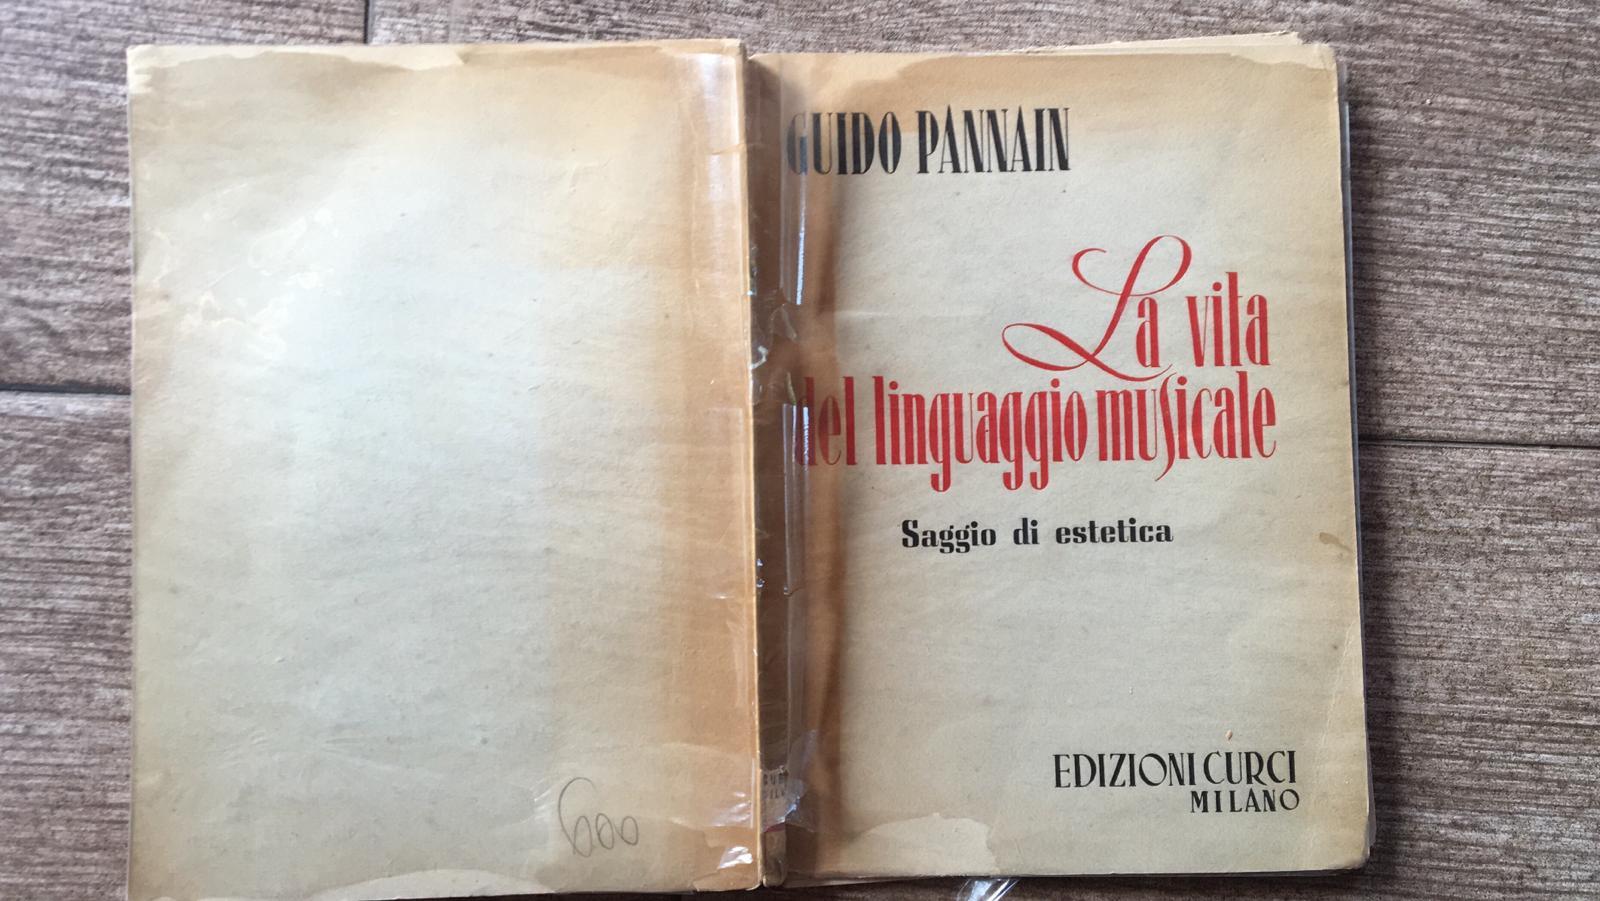 GUIDO PANNAIN
La vita
del linguaggio musicale
Saggio di estetica
EDIZIONI CURCI
MILANO
600